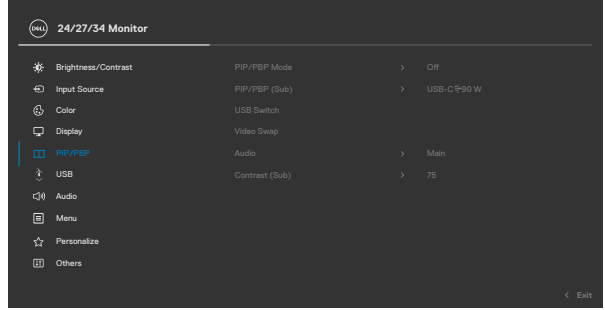 DELL
24/27/34 Monitor
Brightness/Contrast PIP/PBP Mode > Off
Input Source PIP/PBP (Sub) > USB-C 90 W
Color USB Switch
Display Video Swap
PIP/PBP Audio > Main
USB Contrast (Sub) > 75
Audio
Menu
Personalize
Others
< Exit